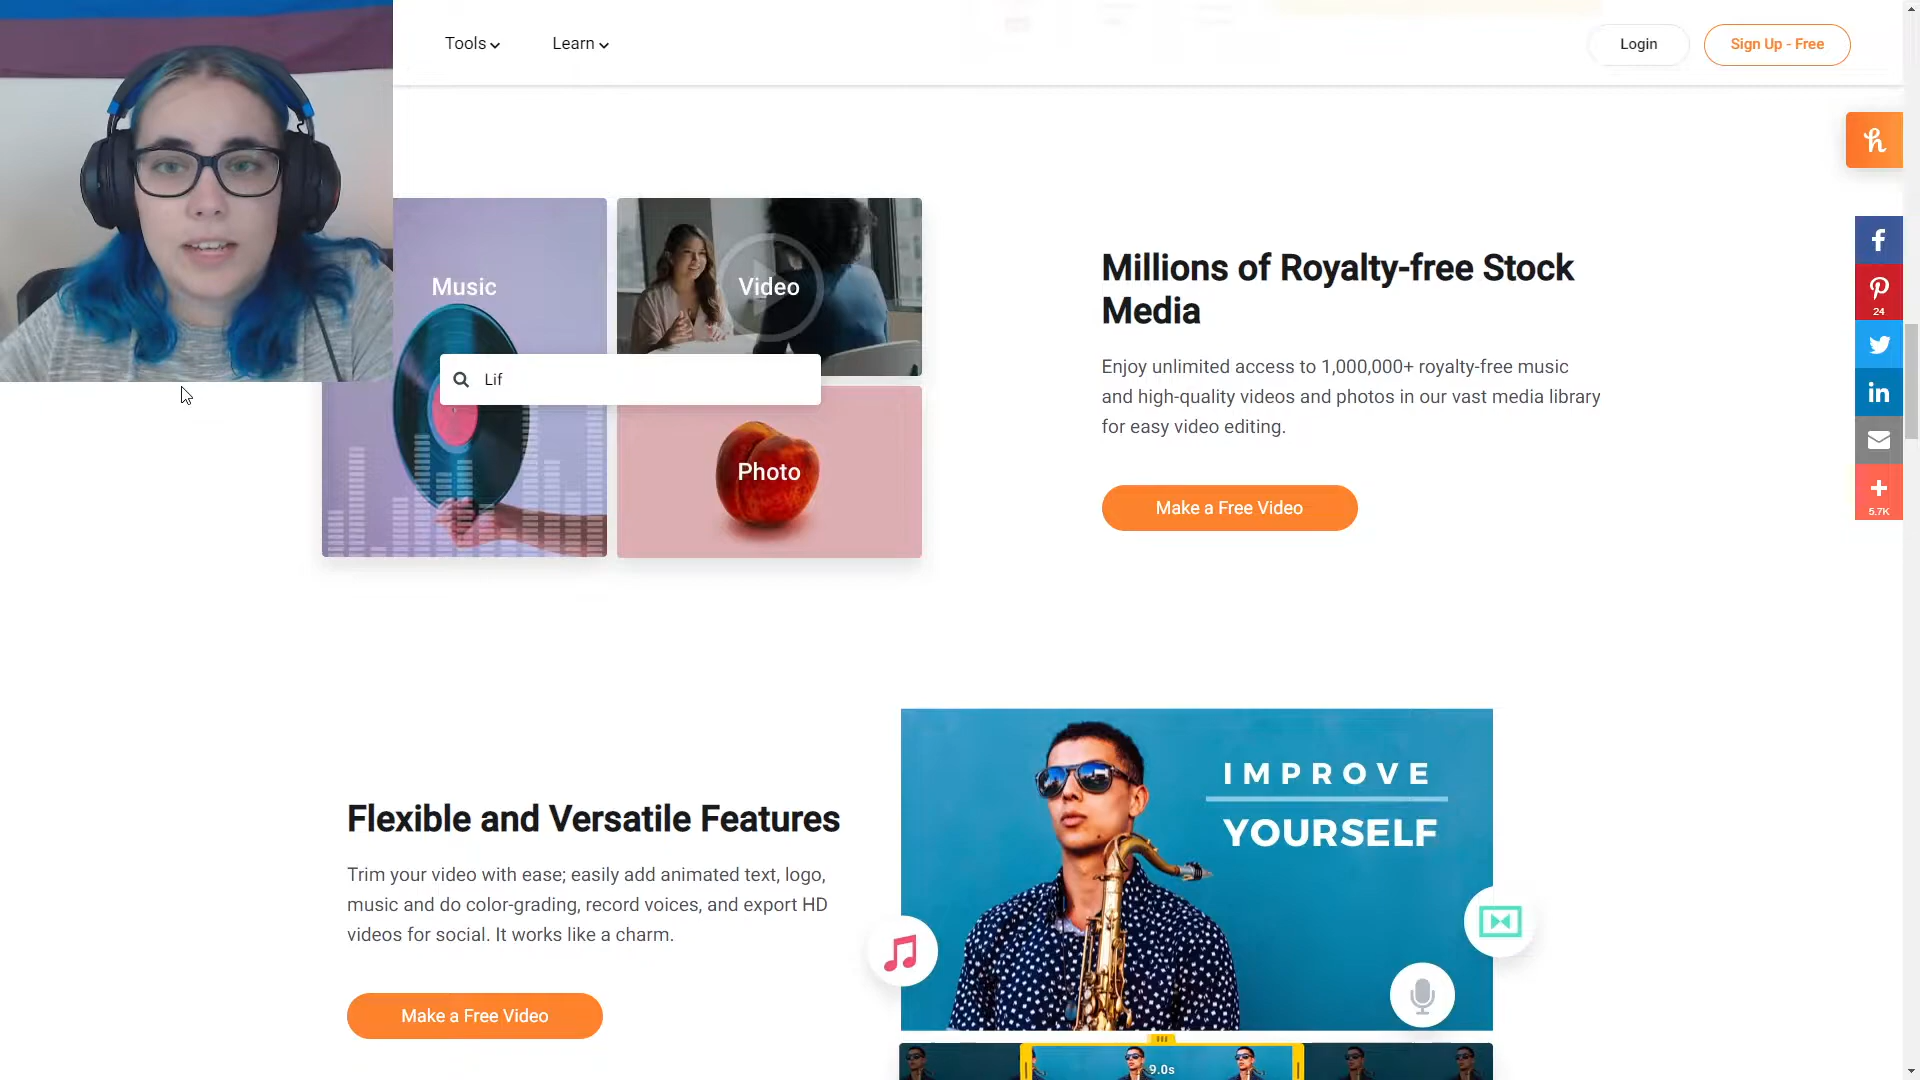 Tools
Learn
Login
Sign Up - Free
Music
Video
Lif
Photo
Millions of Royalty-free Stock
Media
Enjoy unlimited access to 1,000,000+ royalty-free music
and high-quality videos and photos in our vast media library
for easy video editing.
Make a Free Video
24
5.7K
Flexible and Versatile Features
Trim your video with ease; easily add animated text, logo,
music and do color-grading, record voices, and export HD
videos for social. It works like a charm.
Make a Free Video
IMPROVE
YOURSELF
9.0s